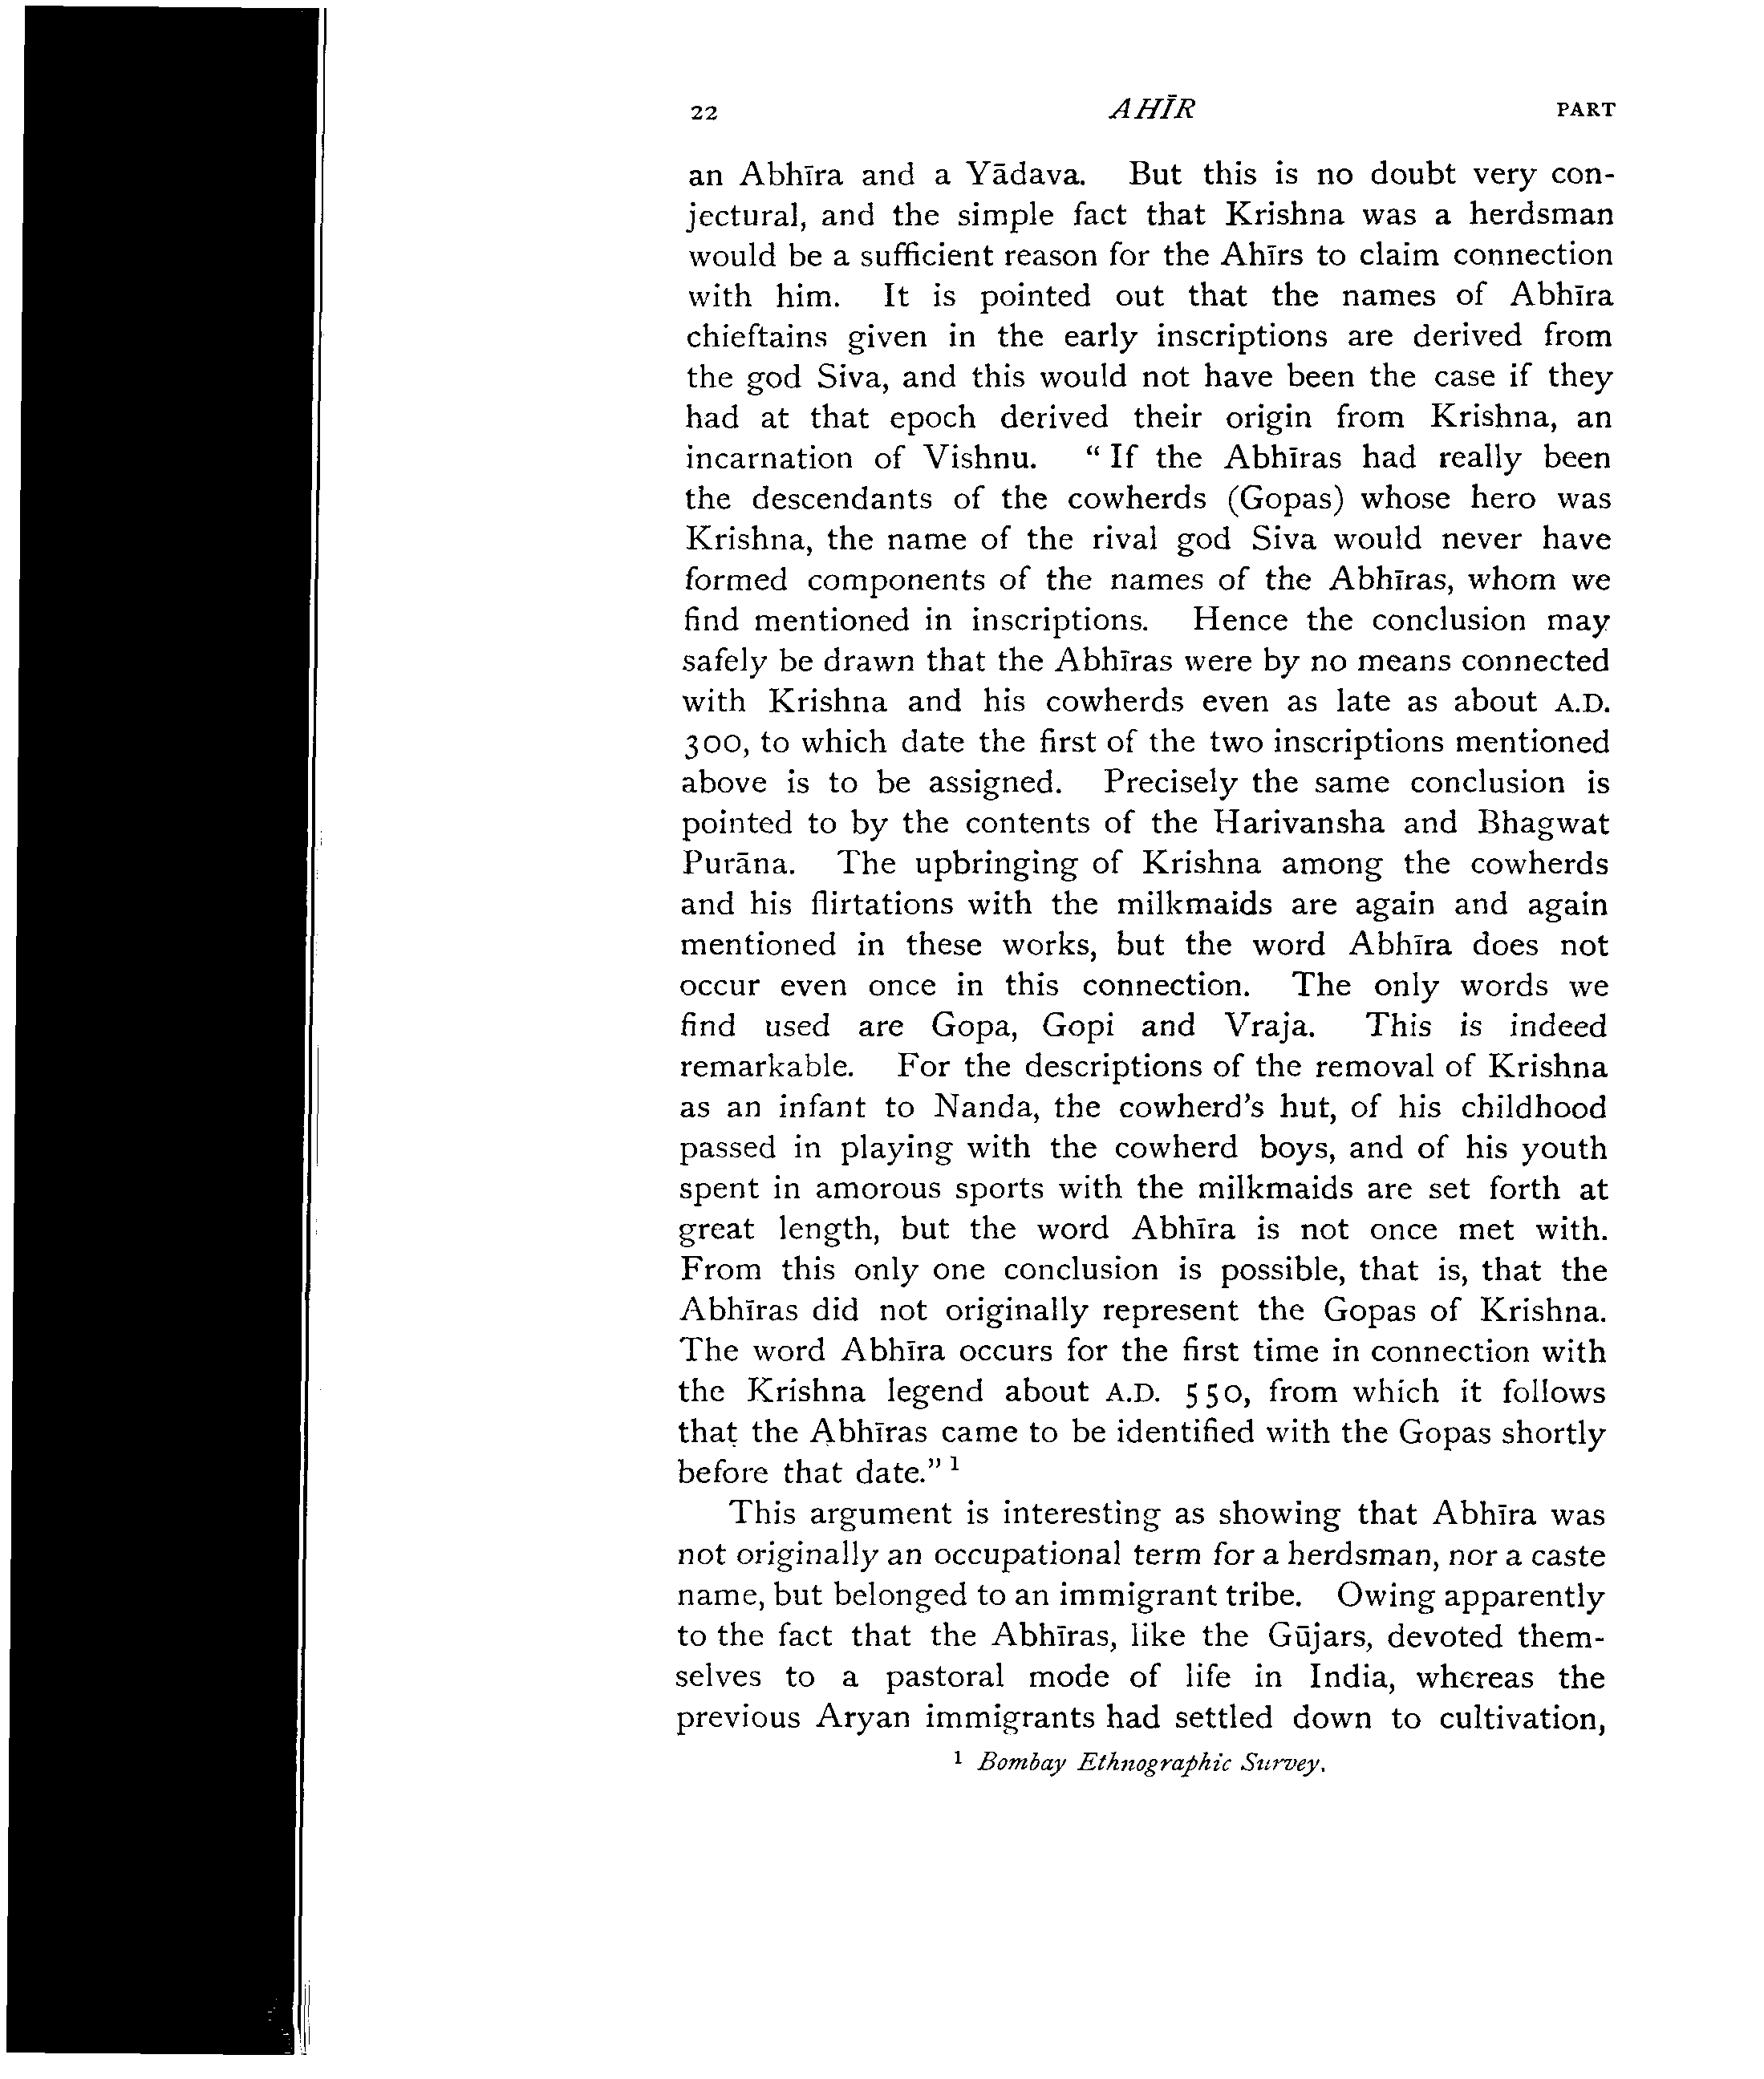 22 AHĪR PART
an Abhīra and a Yādava. But this is no doubt very con-
jectural, and the simple fact that Krishna was a herdsman
would be a sufficient reason for the Ahīrs to claim connection
with him. It is pointed out that the names of Abhīra
chieftains given in the early inscriptions are derived from
the god Siva, and this would not have been the case if they
had at that epoch derived their origin from Krishna, an
incarnation of Vishnu. “If the Abhīras had really been
the descendants of the cowherds (Gopas) whose hero was
Krishna, the name of the rival god Siva would never have
formed components of the names of the Abhīras, whom we
find mentioned in inscriptions. Hence the conclusion may
safely be drawn that the Abhīras were by no means connected
with Krishna and his cowherds even as late as about A.D.
300, to which date the first of the two inscriptions mentioned
above is to be assigned. Precisely the same conclusion is
pointed to by the contents of the Harivansha and Bhagwat
Purāna. The upbringing of Krishna among the cowherds
and his flirtations with the milkmaids are again and again
mentioned in these works, but the word Abhīra does not
occur even once in this connection. The only words we
find used are Gopa, Gopi and Vraja. This is indeed
remarkable. For the descriptions of the removal of Krishna
as an infant to Nanda, the cowherd’s hut, of his childhood
passed in playing with the cowherd boys, and of his youth
spent in amorous sports with the milkmaids are set forth at
great length, but the word Abhīra is not once met with.
From this only one conclusion is possible, that is, that the
Abhīras did not originally represent the Gopas of Krishna.
The word Abhīra occurs for the first time in connection with
the Krishna legend about A.D. 550, from which it follows
that the Abhīras came to be identified with the Gopas shortly
before that date.” 1
This argument is interesting as showing that Abhīra was
not originally an occupational term for a herdsman, nor a caste
name, but belonged to an immigrant tribe. Owing apparently
to the fact that the Abhīras, like the Gūjars, devoted them-
selves to a pastoral mode of life in India, whereas the
previous Aryan immigrants had settled down to cultivation,
1 Bombay Ethnographic Survey.